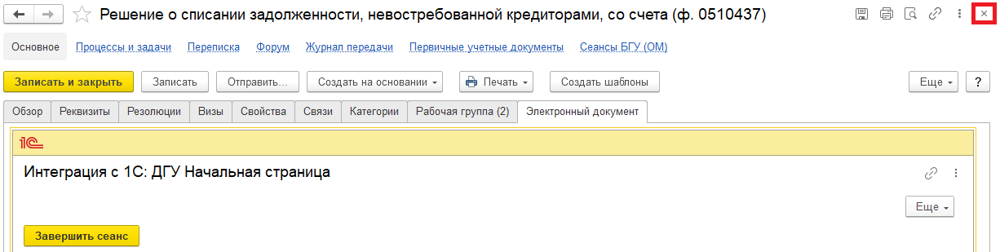 Решение о списании задолженности, невостребованной кредиторами, со счета (ф. 0510437)
Основное Процессы и задачи Переписка Форум Журнал передачи Первичные учетные документы Сеансы БГУ (ОМ)
Записать и закрыть Записать Отправить... Создать на основании Печать Создать шаблоны Еще ?
Обзор Реквизиты Резолюции Визы Свойства Связи Категории Рабочая группа (2) Электронный документ
1С
Интеграция с 1С: ДГУ Начальная страница
Еще
Завершить сеанс